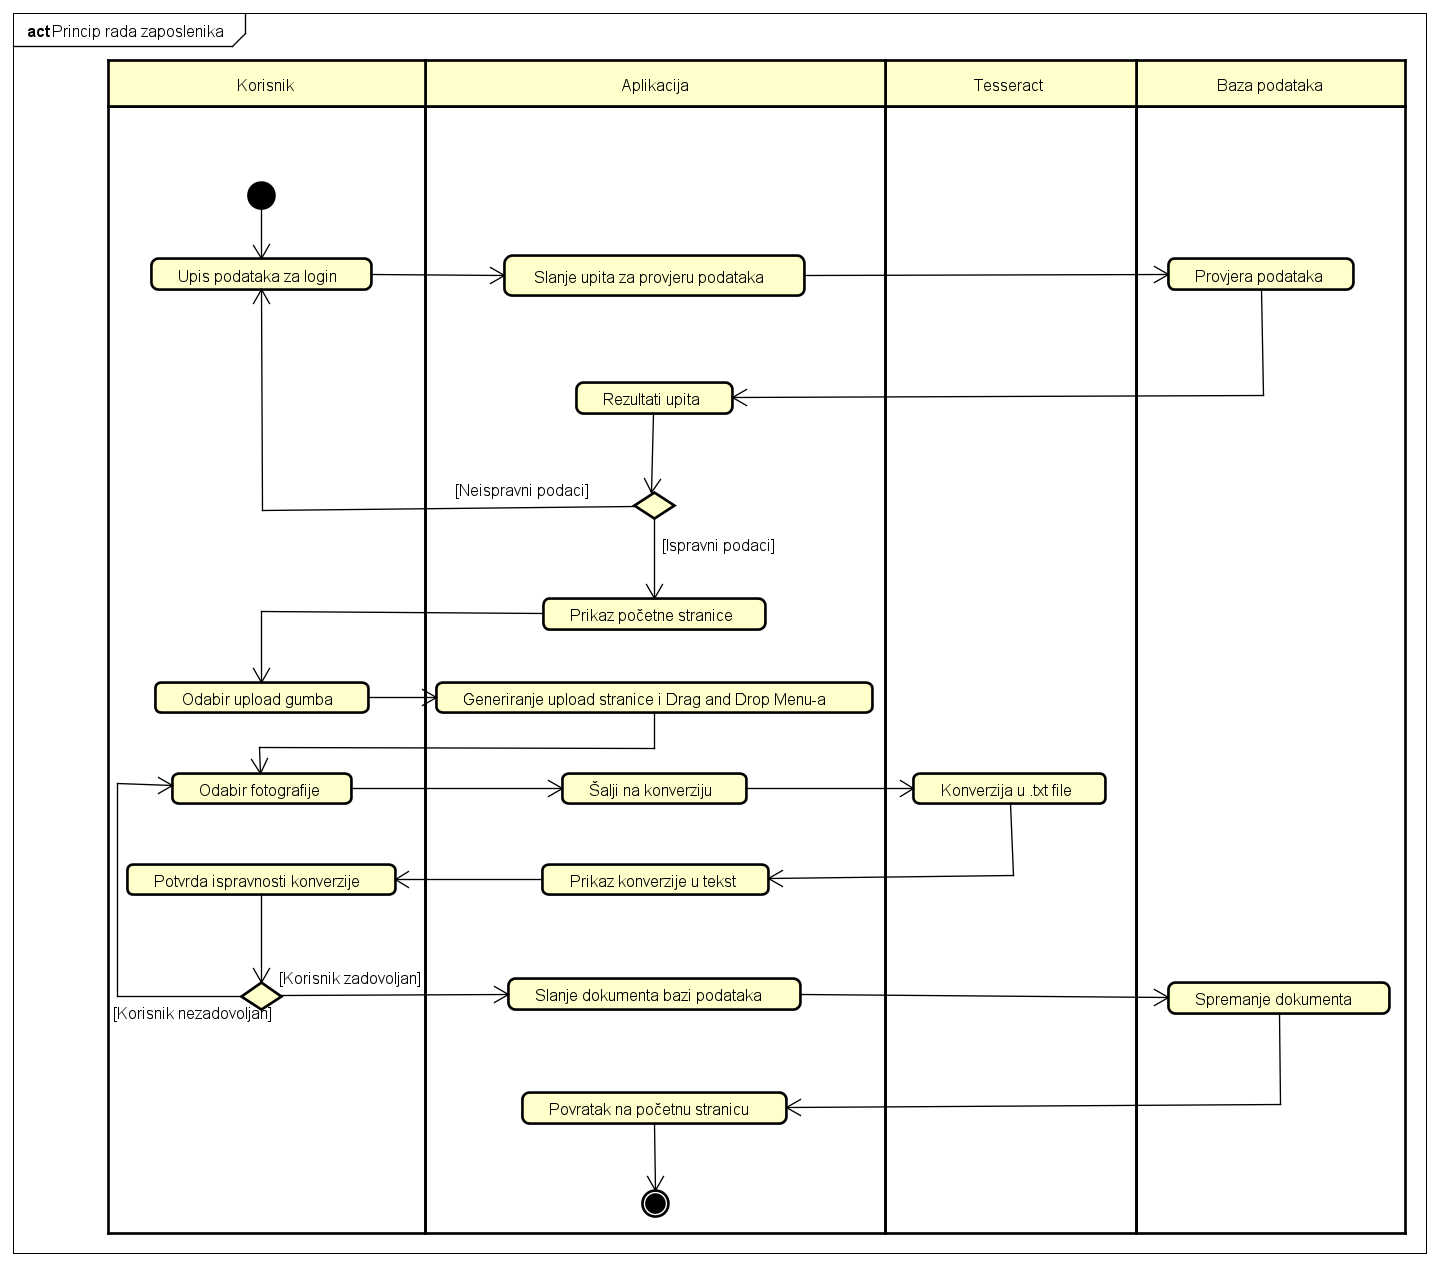 act Princip rada zaposlenika
Korisnik
Aplikacija
Tesseract
Baza podataka
Upis podataka za login
Slanje upita za provjeru podataka
Provjera podataka
Rezultati upita
[Neispravni podaci]
[Ispravni podaci]
Prikaz početne stranice
Odabir upload gumba
Generiranje upload stranice i Drag and Drop Menu-a
Odabir fotografije
Šalji na konverziju
Konverzija u .txt file
Potvrda ispravnosti konverzije
Prikaz konverzije u tekst
[Korisnik zadovoljan]
[Korisnik nezadovoljan]
Slanje dokumenta bazi podataka
Spremanje dokumenta
Povratak na početnu stranicu